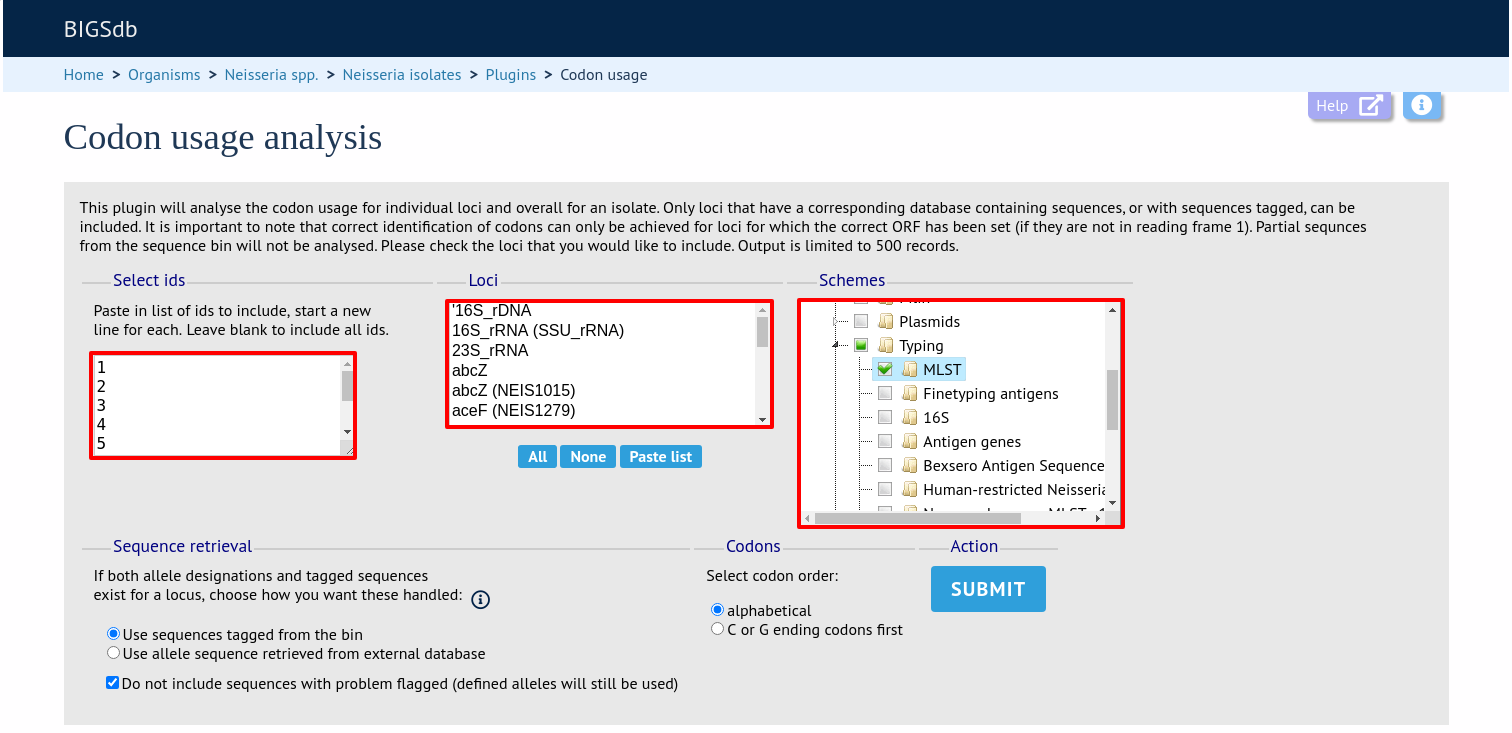 BIGSdb
Home > Organisms > Neisseria spp. > Neisseria isolates > Plugins > Codon usage
Help
Codon usage analysis
This plugin will analyse the codon usage for individual loci and overall for an isolate. Only loci that have a corresponding database containing sequences, or with sequences tagged, can be
included. It is important to note that correct identification of codons can only be achieved for loci for which the correct ORF has been set (if they are not in reading frame 1). Partial sequnces
from the sequence bin will not be analysed. Please check the loci that you would like to include. Output is limited to 500 records.
Select ids
Paste in list of ids to include, start a new
line for each. Leave blank to include all ids.
1
2
3
4
5
Loci
'16S_rDNA
16S_rRNA (SSU_rRNA)
23S_rRNA
abcZ
abcZ (NEIS1015)
aceF (NEIS1279)
All None Paste list
Schemes
Plasmids
Typing
MLST
Finetyping antigens
16S
Antigen genes
Bexsero Antigen Sequence
Human-restricted Neisseria
Sequence retrieval
If both allele designations and tagged sequences
exist for a locus, choose how you want these handled:
Use sequences tagged from the bin
Use allele sequence retrieved from external database
Do not include sequences with problem flagged (defined alleles will still be used)
Codons
Select codon order:
alphabetical
C or G ending codons first
Action
SUBMIT